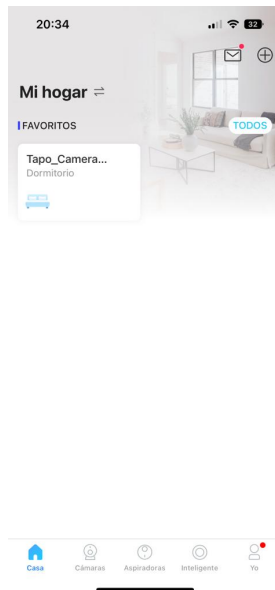 20:34
32
Mi hogar
FAVORITOS
TODOS
Tapo_Camera...
Dormitorio
Casa
Cámaras
Aspiradoras
Inteligente
Yo